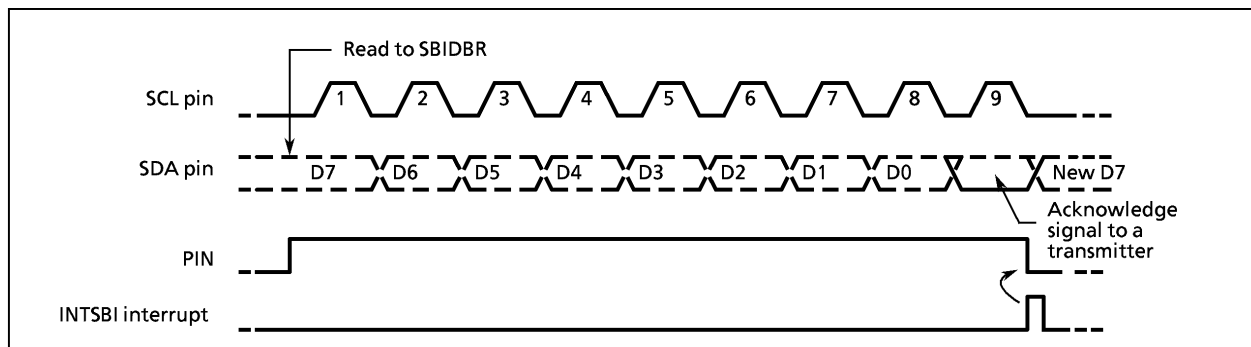 Read to SBIDBR
SCL pin
1 2 3 4 5 6 7 8 9
SDA pin
D7 D6 D5 D4 D3 D2 D1 D0 New D7
Acknowledge
signal to a
transmitter
PIN
INTSBI interrupt